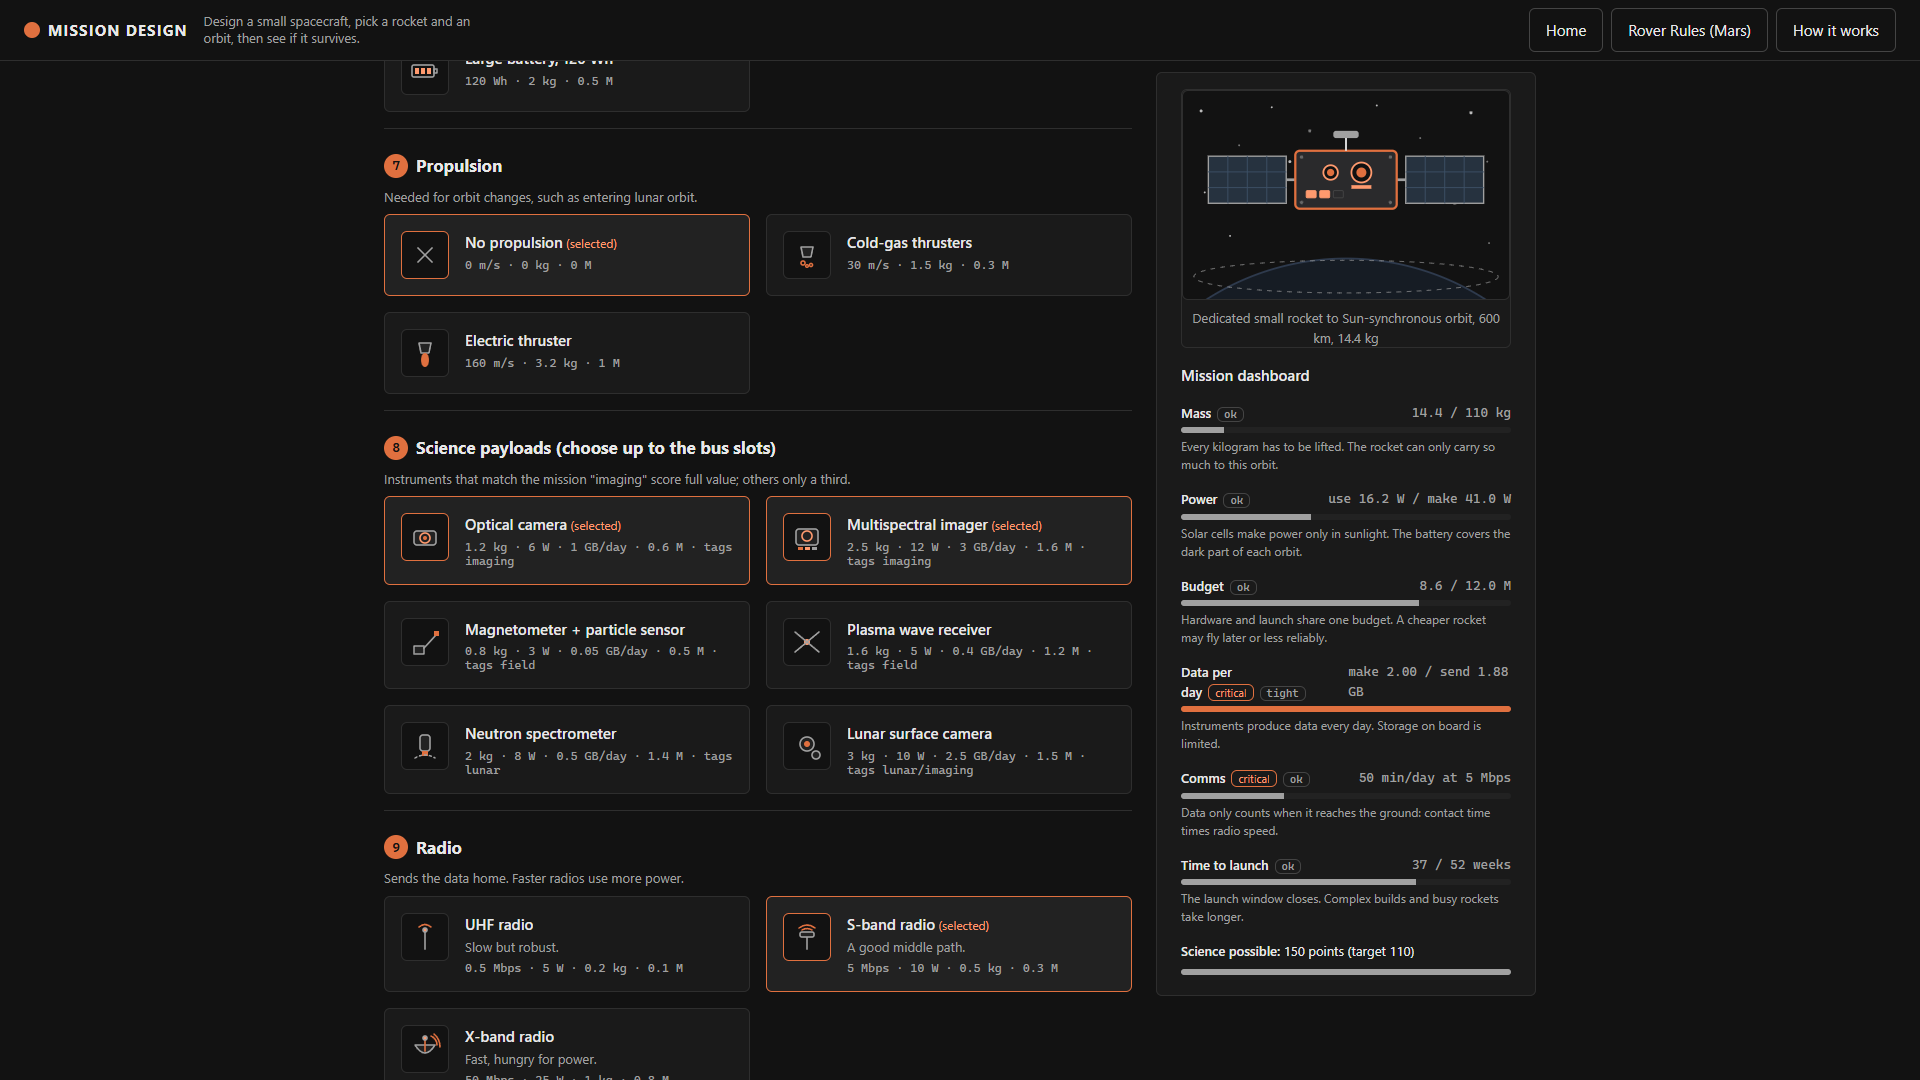 MISSION DESIGN
Design a small spacecraft, pick a rocket and an
orbit, then see if it survives.
Home
Rover Rules (Mars)
How it works
Large battery, 120 Wh
120 Wh · 2 kg · 0.5 M
7
Propulsion
Needed for orbit changes, such as entering lunar orbit.
No propulsion (selected)
0 m/s · 0 kg · 0 M
Cold-gas thrusters
30 m/s · 1.5 kg · 0.3 M
Electric thruster
160 m/s · 3.2 kg · 1 M
8
Science payloads (choose up to the bus slots)
Instruments that match the mission "imaging" score full value; others only a third.
Optical camera (selected)
1.2 kg · 6 W · 1 GB/day · 0.6 M · tags
imaging
Multispectral imager (selected)
2.5 kg · 12 W · 3 GB/day · 1.6 M ·
tags imaging
Magnetometer + particle sensor
0.8 kg · 3 W · 0.05 GB/day · 0.5 M ·
tags field
Plasma wave receiver
1.6 kg · 5 W · 0.4 GB/day · 1.2 M ·
tags field
Neutron spectrometer
2 kg · 8 W · 0.5 GB/day · 1.4 M · tags
lunar
Lunar surface camera
3 kg · 10 W · 2.5 GB/day · 1.5 M ·
tags lunar/imaging
9
Radio
Sends the data home. Faster radios use more power.
UHF radio
Slow but robust.
0.5 Mbps · 5 W · 0.2 kg · 0.1 M
S-band radio (selected)
A good middle path.
5 Mbps · 10 W · 0.5 kg · 0.3 M
X-band radio
Fast, hungry for power.
50 Mbps · 25 W · 1 kg · 0.8 M
Dedicated small rocket to Sun-synchronous orbit, 600
km, 14.4 kg
Mission dashboard
Mass ok 14.4 / 110 kg
Every kilogram has to be lifted. The rocket can only carry so
much to this orbit.
Power ok use 16.2 W / make 41.0 W
Solar cells make power only in sunlight. The battery covers the
dark part of each orbit.
Budget ok 8.6 / 12.0 M
Hardware and launch share one budget. A cheaper rocket
may fly later or less reliably.
Data per make 2.00 / send 1.88
day critical tight GB
Instruments produce data every day. Storage on board is
limited.
Comms critical ok 50 min/day at 5 Mbps
Data only counts when it reaches the ground: contact time
times radio speed.
Time to launch ok 37 / 52 weeks
The launch window closes. Complex builds and busy rockets
take longer.
Science possible: 150 points (target 110)